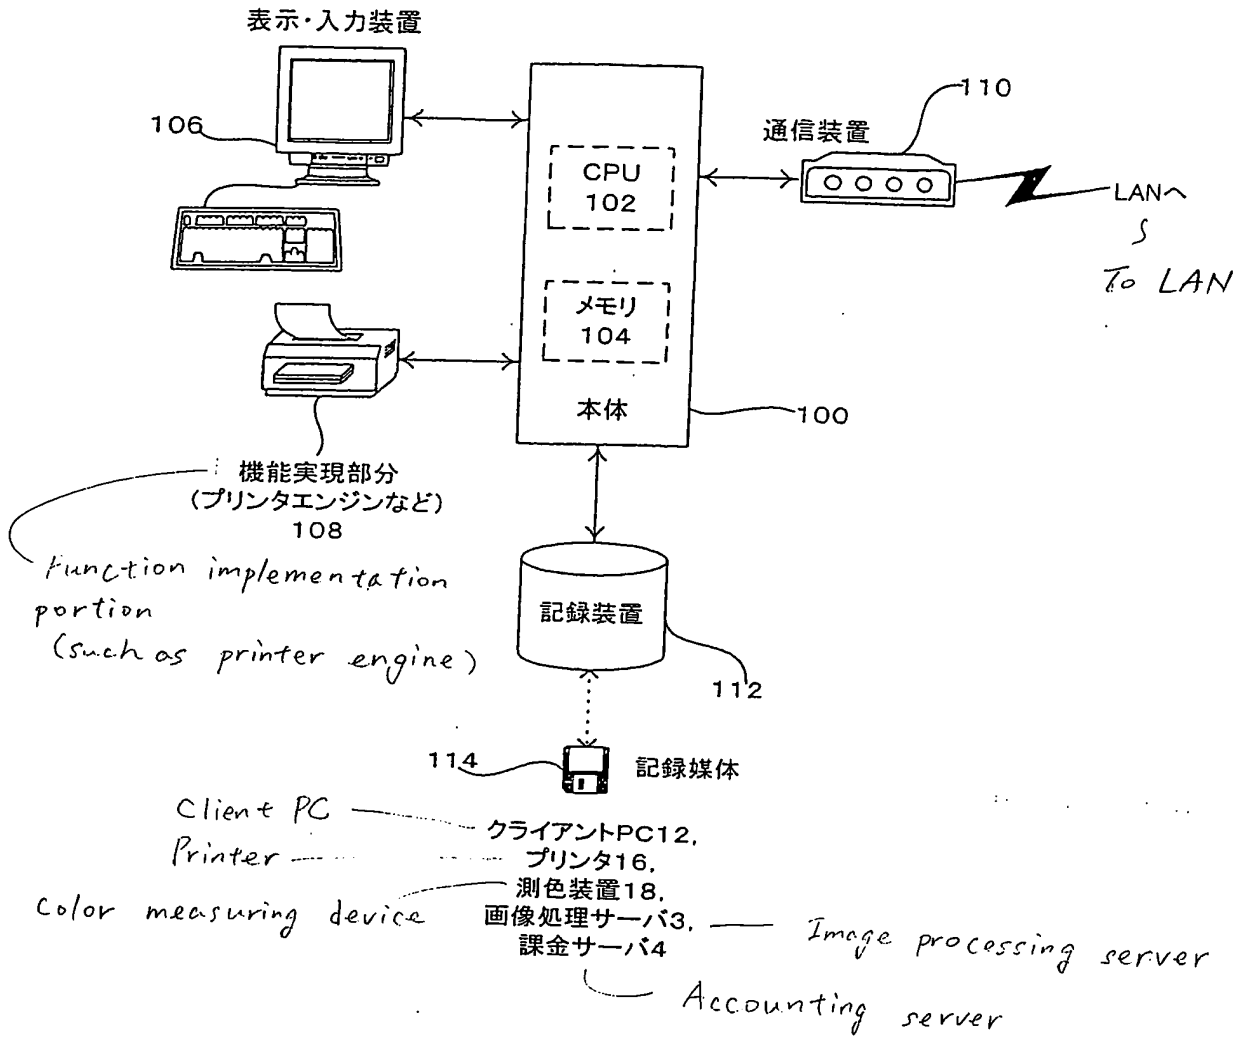 表示・入力装置
106
110
通信装置
CPU
102
LANへ
To LAN
メモリ
104
本体
100
機能実現部分
(プリンタエンジンなど)
108
Function implementation
portion
(such as printer engine)
記録装置
112
114
記録媒体
Client PC
クライアントPC12,
Printer
プリンタ16,
測色装置18,
Color measuring device
画像処理サーバ3,
Image processing server
課金サーバ4
Accounting server